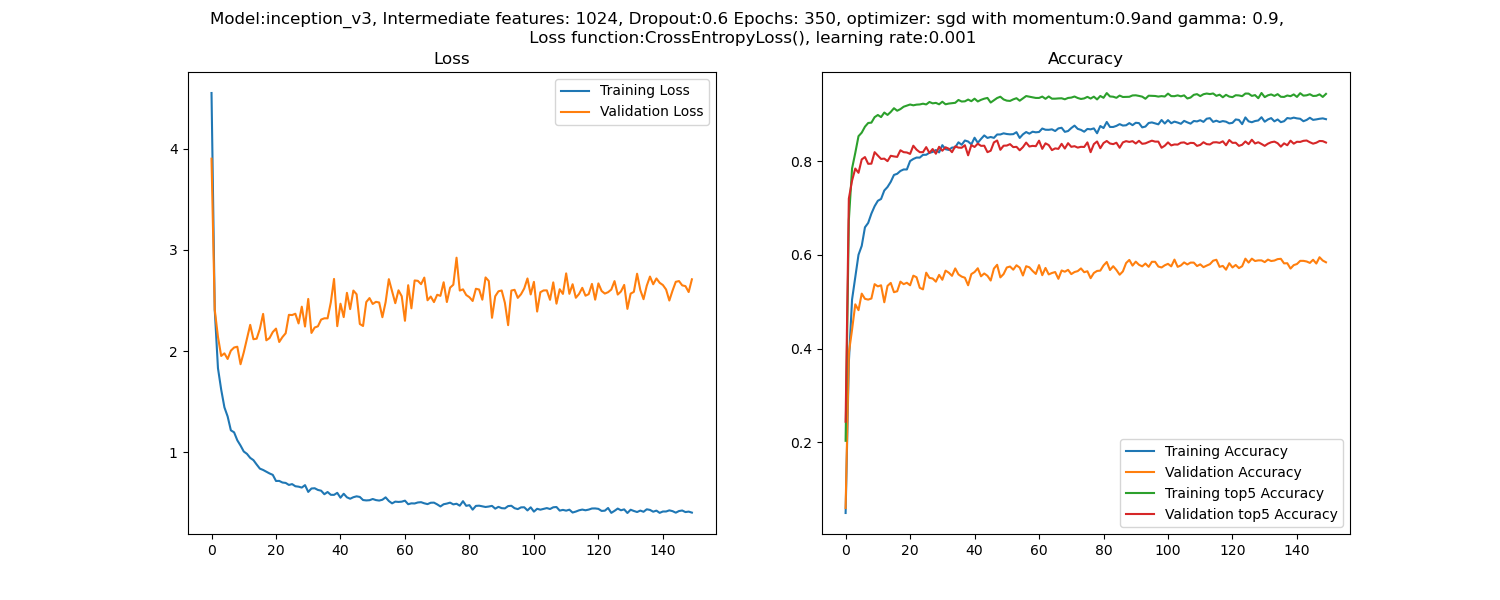 Model:inception_v3, Intermediate features: 1024, Dropout:0.6 Epochs: 350, optimizer: sgd with momentum:0.9and gamma: 0.9,
Loss function:CrossEntropyLoss(), learning rate:0.001
Loss
Training Loss
Validation Loss
4
3
2
1
0
20
40
60
80
100
120
140
Accuracy
0.8
0.6
0.4
0.2
Training Accuracy
Validation Accuracy
Training top5 Accuracy
Validation top5 Accuracy
0
20
40
60
80
100
120
140